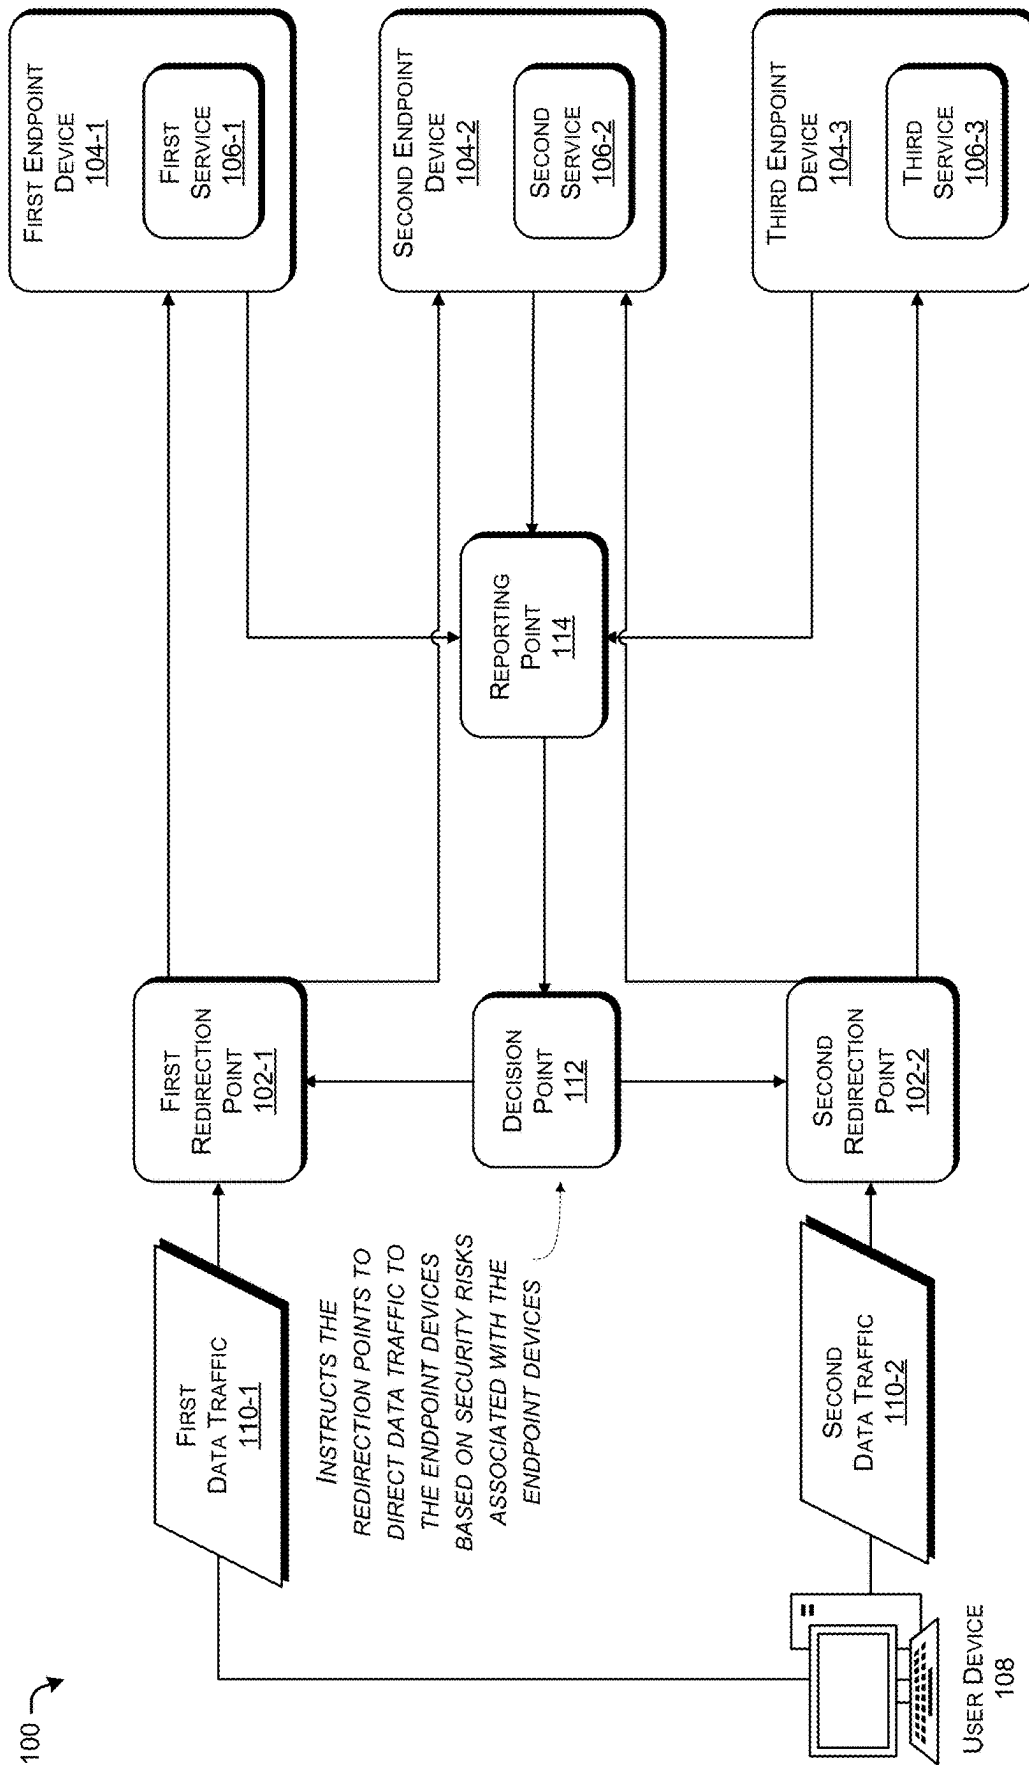 100
FIRST ENDPOINT
DEVICE
104-1
FIRST
SERVICE
106-1
SECOND ENDPOINT
DEVICE
104-2
SECOND
SERVICE
106-2
THIRD ENDPOINT
DEVICE
104-3
THIRD
SERVICE
106-3
REPORTING
POINT
114
FIRST
REDIRECTION
POINT
102-1
DECISION
POINT
112
SECOND
REDIRECTION
POINT
102-2
FIRST
DATA TRAFFIC
110-1
INSTRUCTS THE
REDIRECTION POINTS TO
DIRECT DATA TRAFFIC TO
THE ENDPOINT DEVICES
BASED ON SECURITY RISKS
ASSOCIATED WITH THE
ENDPOINT DEVICES
SECOND
DATA TRAFFIC
110-2
USER DEVICE
108